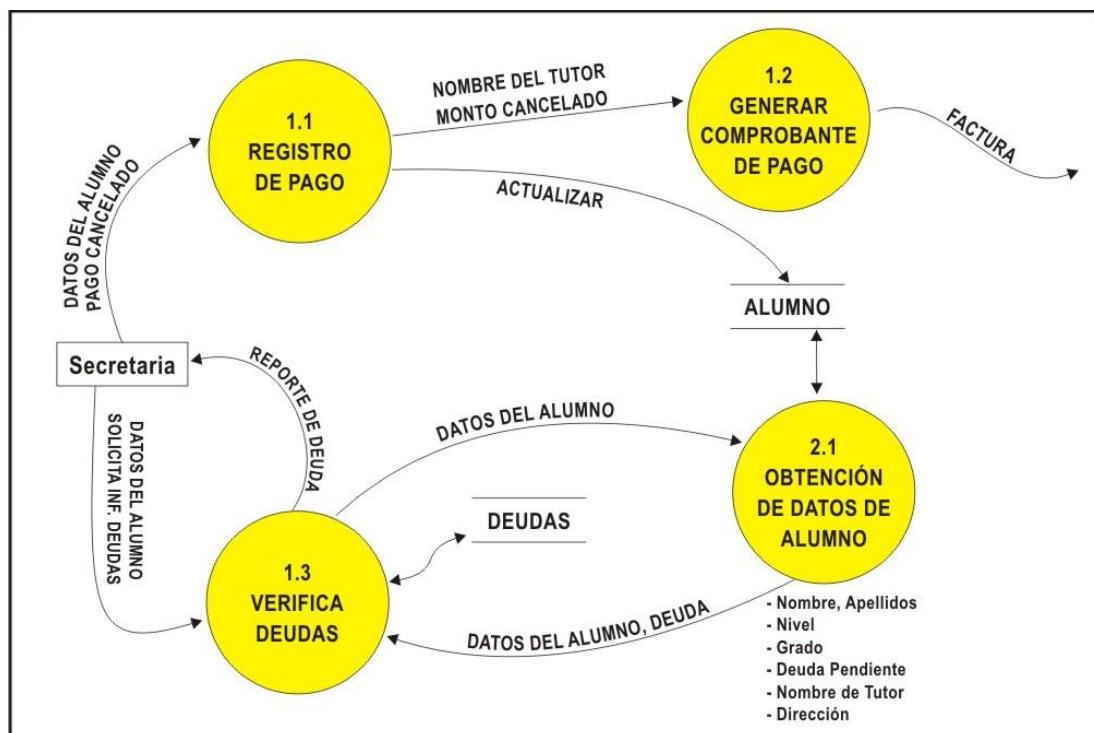 1.1
REGISTRO
DE PAGO
NOMBRE DEL TUTOR
MONTO CANCELADO
1.2
GENERAR
COMPROBANTE
DE PAGO
FACTURA
DATOS DEL ALUMNO
PAGO CANCELADO
ACTUALIZAR
ALUMNO
Secretaria
REPORTE DE DEUDA
DATOS DEL ALUMNO
SOLICITA INF. DEUDAS
DATOS DEL ALUMNO
2.1
OBTENCIÓN
DE DATOS DE
ALUMNO
DEUDAS
1.3
VERIFICA
DEUDAS
DATOS DEL ALUMNO, DEUDA
- Nombre, Apellidos
- Nivel
- Grado
- Deuda Pendiente
- Nombre de Tutor
- Dirección